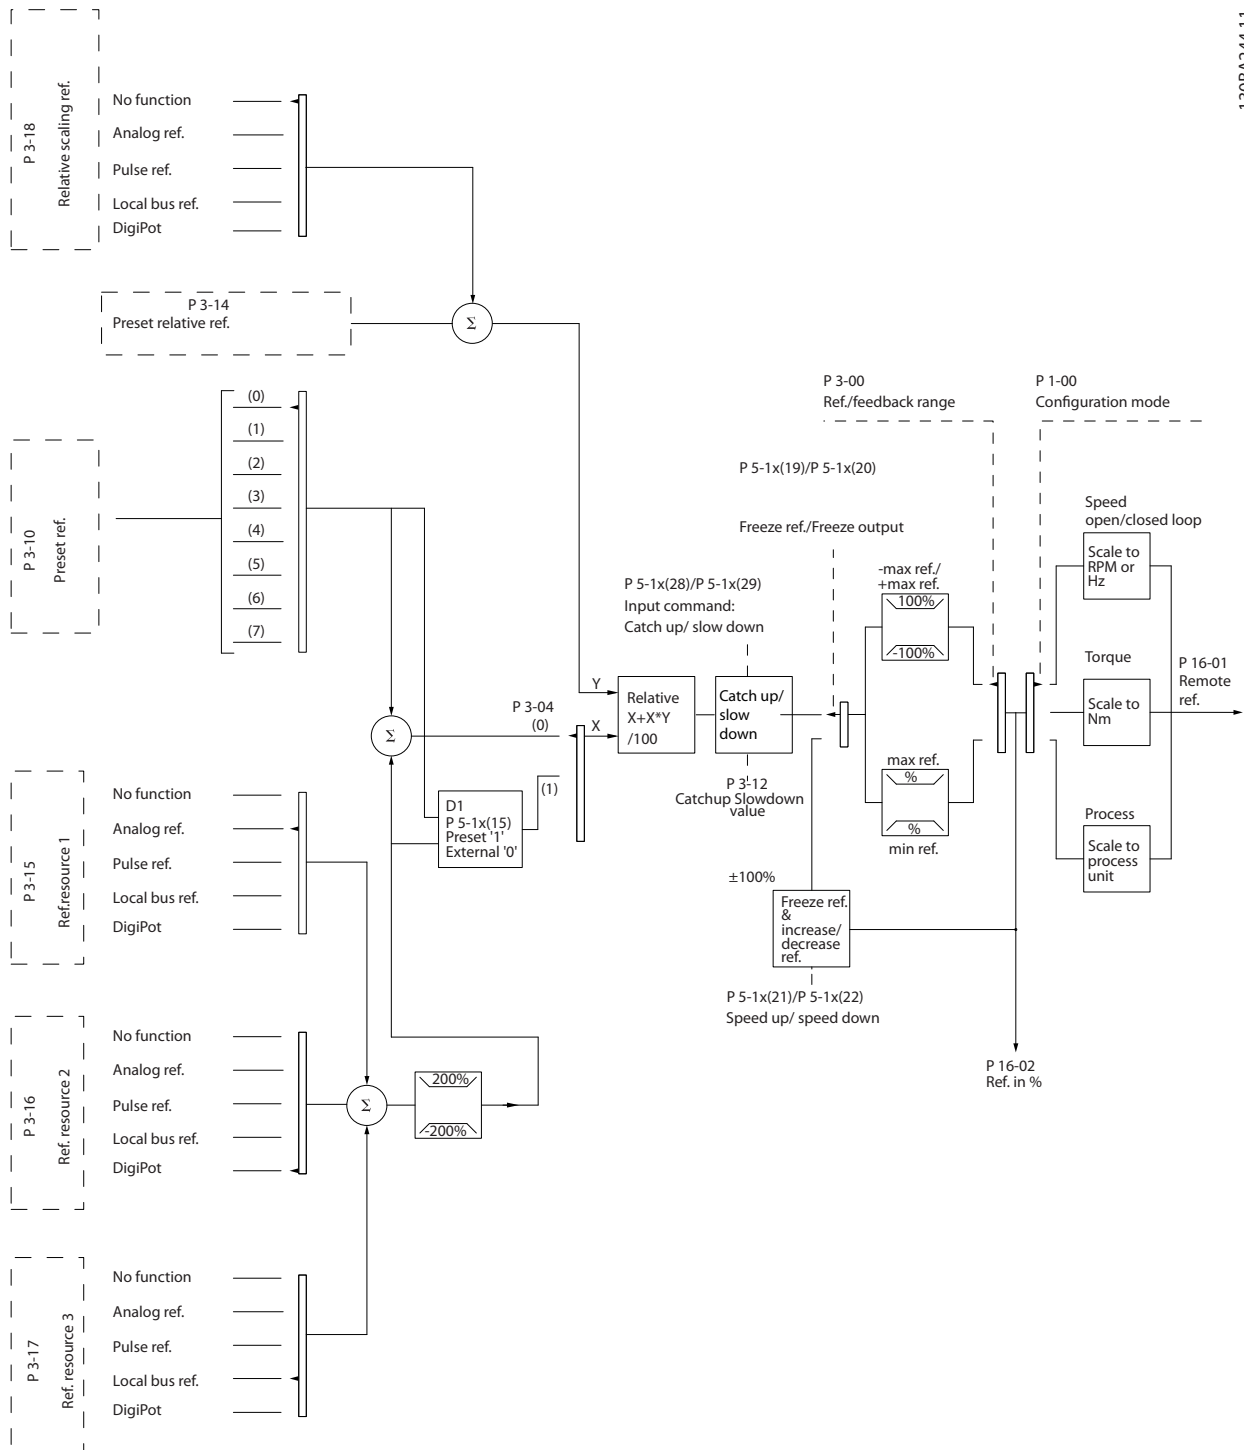 130BA244.11
P 3-18
Relative scaling ref.
No function
Analog ref.
Pulse ref.
Local bus ref.
DigiPot
P 3-14
Preset relative ref.
Σ
P 3-10
Preset ref.
(0)
(1)
(2)
(3)
(4)
(5)
(6)
(7)
P 3-00
Ref./feedback range
P 1-00
Configuration mode
P 5-1x(19)/P 5-1x(20)
Freeze ref./Freeze output
Speed
open/closed loop
Scale to
RPM or
Hz
P 5-1x(28)/P 5-1x(29)
Input command:
Catch up/ slow down
-max ref./
+max ref.
100%
-100%
Y
X
P 3-04
(0)
(1)
Σ
Relative
X+X*Y
/100
Catch up/
slow
down
P 3-12
Catchup Slowdown
value
Torque
Scale to
Nm
P 16-01
Remote
ref.
max ref.
%
%
min ref.
Process
Scale to
process
unit
D1
P 5-1x(15)
Preset '1'
External '0'
±100%
Freeze ref.
&
increase/
decrease
ref.
P 5-1x(21)/P 5-1x(22)
Speed up/ speed down
P 16-02
Ref. in %
P 3-15
Ref.resource 1
No function
Analog ref.
Pulse ref.
Local bus ref.
DigiPot
P 3-16
Ref. resource 2
No function
Analog ref.
Pulse ref.
Local bus ref.
DigiPot
Σ
200%
-200%
P 3-17
Ref. resource 3
No function
Analog ref.
Pulse ref.
Local bus ref.
DigiPot